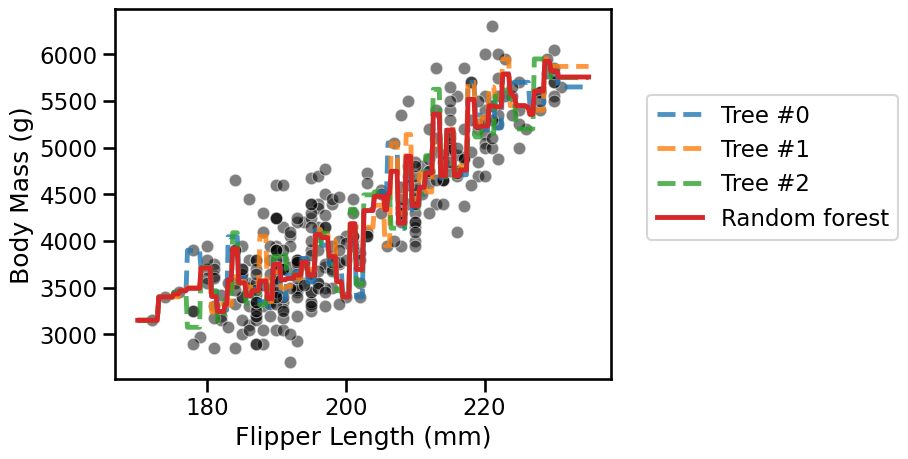 6000
5500
5000
4500
4000
3500
3000
Body Mass (g)
180 200 220
Flipper Length (mm)
Tree #0
Tree #1
Tree #2
Random forest